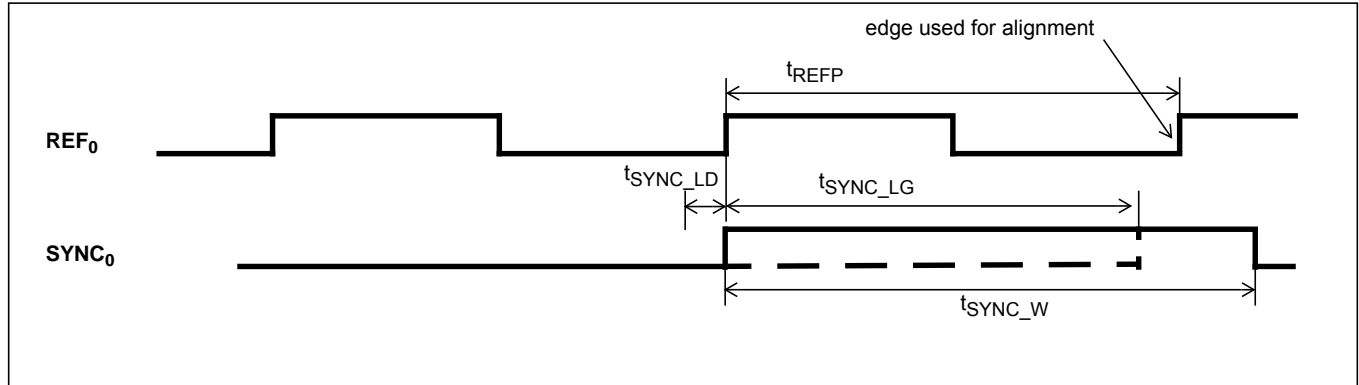 edge used for alignment
tREFP
REF0
tSYNC_LD
tSYNC_LG
SYNC0
tSYNC_W